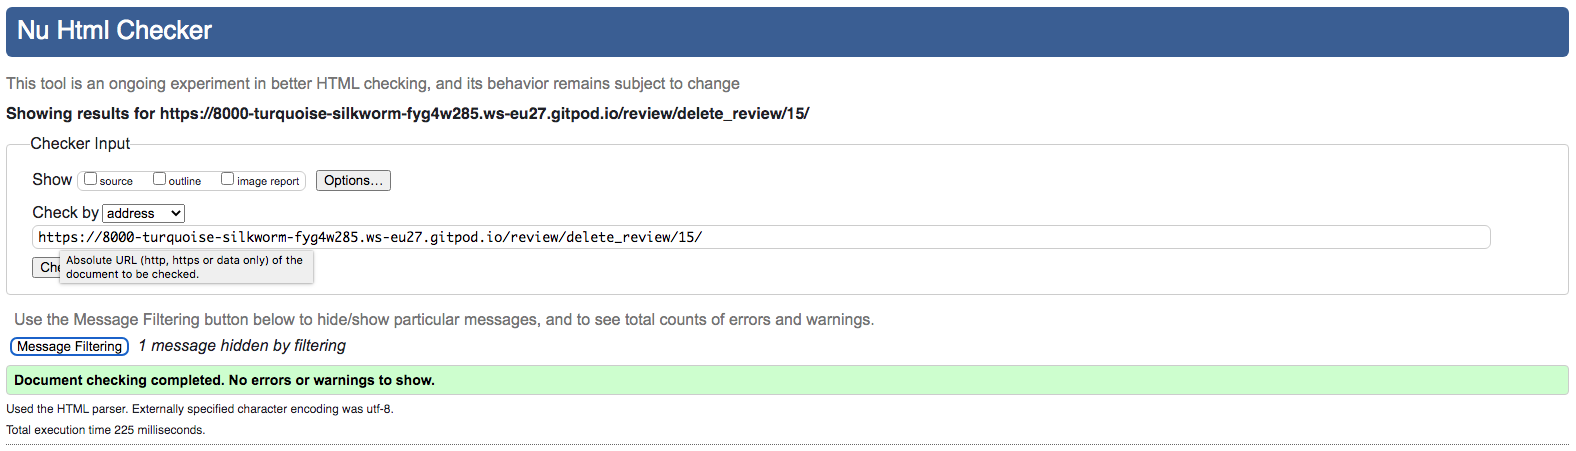 Nu Html Checker
This tool is an ongoing experiment in better HTML checking, and its behavior remains subject to change
Showing results for https://8000-turquoise-silkworm-fyg4w285.ws-eu27.gitpod.io/review/delete_review/15/
Checker Input
Show source outline image report Options...
Check by address
https://8000-turquoise-silkworm-fyg4w285.ws-eu27.gitpod.io/review/delete_review/15/
Absolute URL (http, https or data only) of the
document to be checked.
Use the Message Filtering button below to hide/show particular messages, and to see total counts of errors and warnings.
Message Filtering 1 message hidden by filtering
Document checking completed. No errors or warnings to show.
Used the HTML parser. Externally specified character encoding was utf-8.
Total execution time 225 milliseconds.